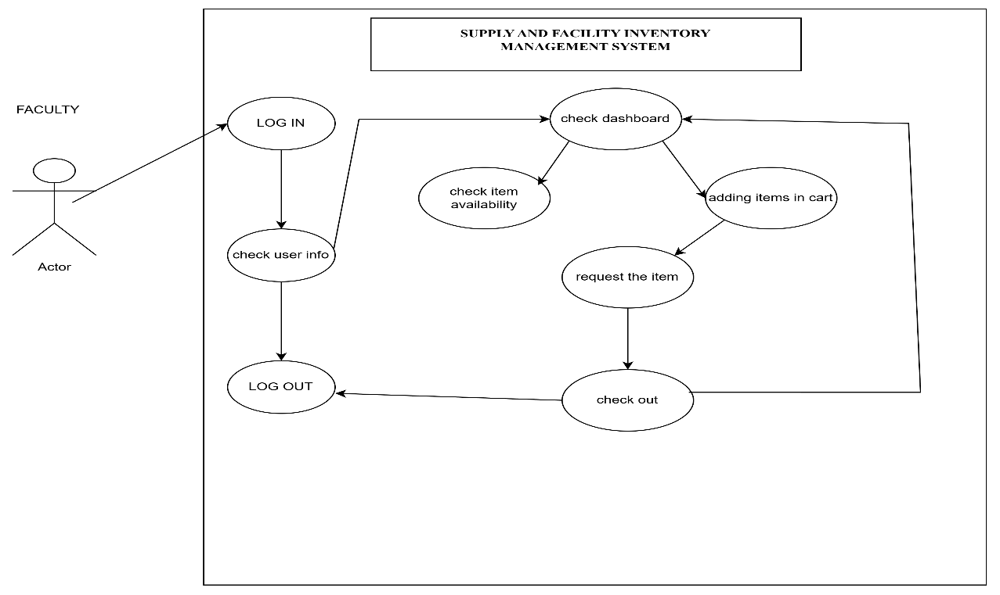 SUPPLY AND FACILITY INVENTORY
MANAGEMENT SYSTEM
FACULTY
Actor
LOG IN
check user info
LOG OUT
check dashboard
check item
availability
adding items in cart
request the item
check out